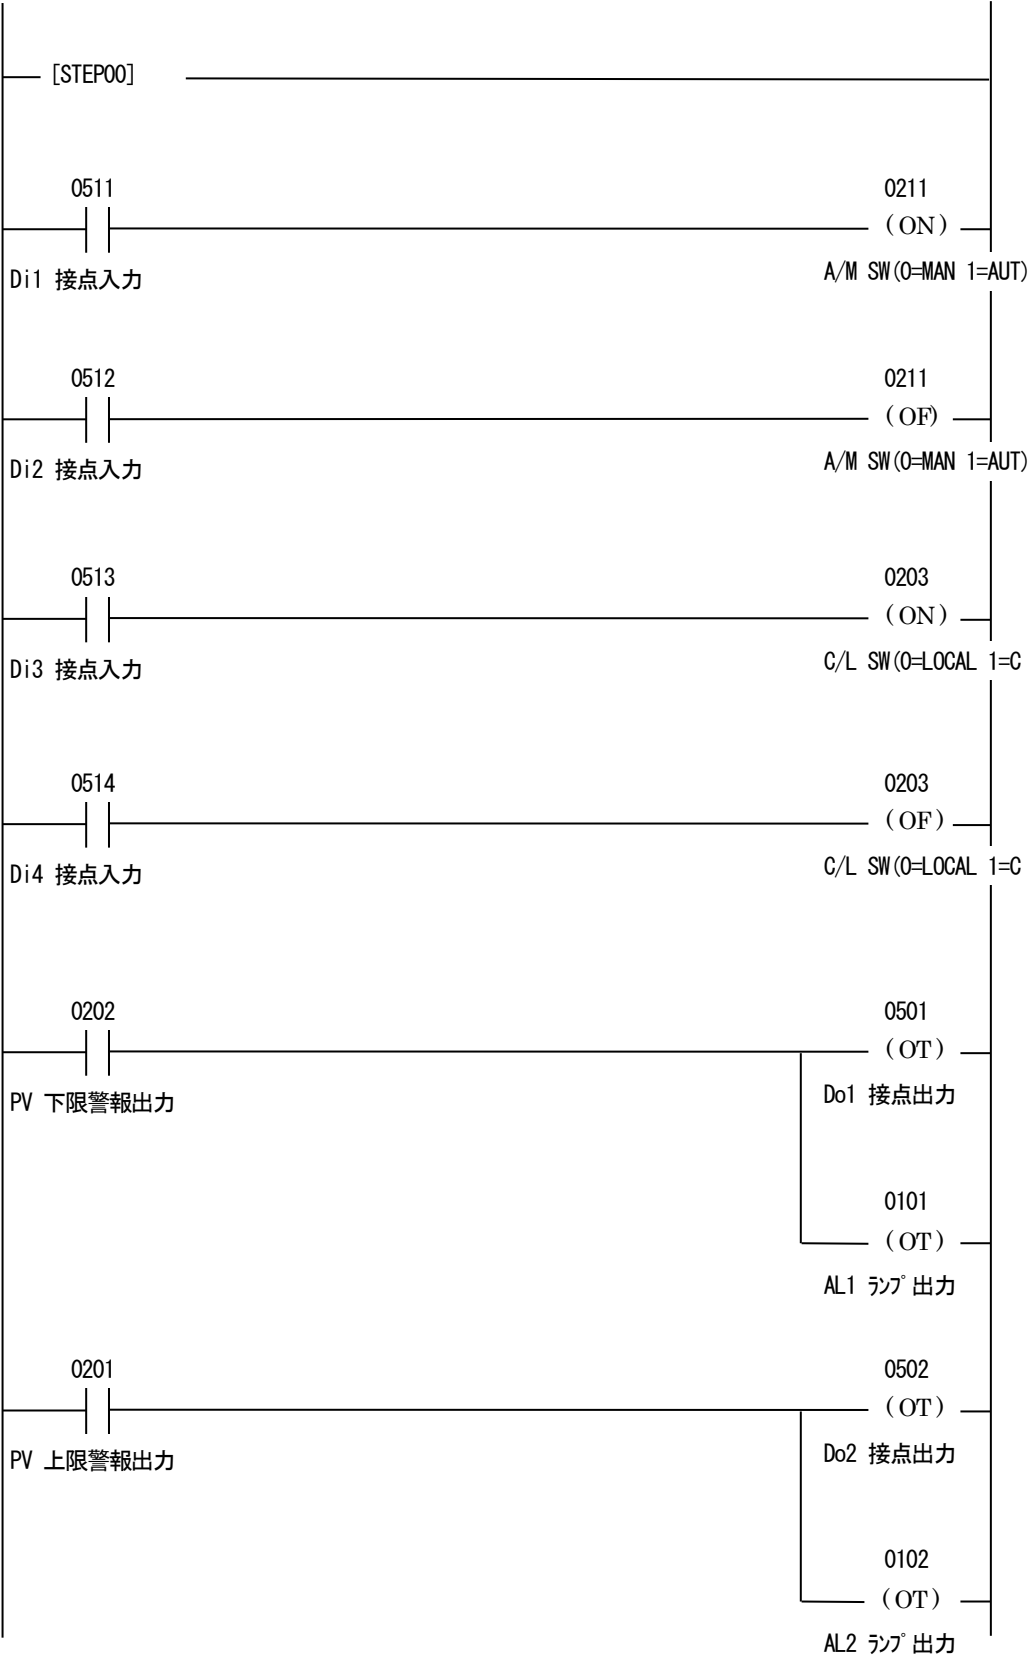 [STEP00]
0511 0211
(ON)
Di1 接点入力 A/M SW(0=MAN 1=AUT)
0512 0211
(OF)
Di2 接点入力 A/M SW(0=MAN 1=AUT)
0513 0203
(ON)
Di3 接点入力 C/L SW(0=LOCAL 1=C
0514 0203
(OF)
Di4 接点入力 C/L SW(0=LOCAL 1=C
0202 0501
(OT)
PV 下限警報出力 Do1 接点出力
0101
(OT)
AL1 ﾗﾝﾌﾟ出力
0201 0502
(OT)
PV 上限警報出力 Do2 接点出力
0102
(OT)
AL2 ﾗﾝﾌﾟ出力